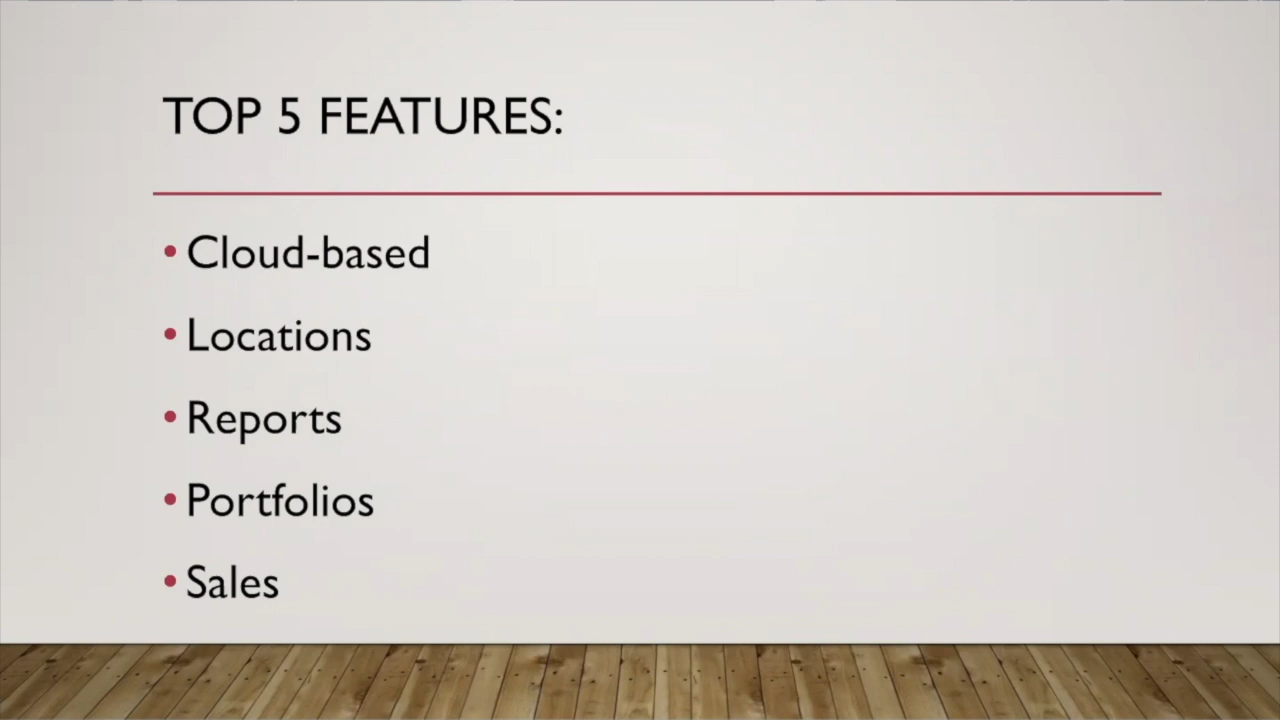 TOP 5 FEATURES:
• Cloud-based
• Locations
• Reports
• Portfolios
• Sales